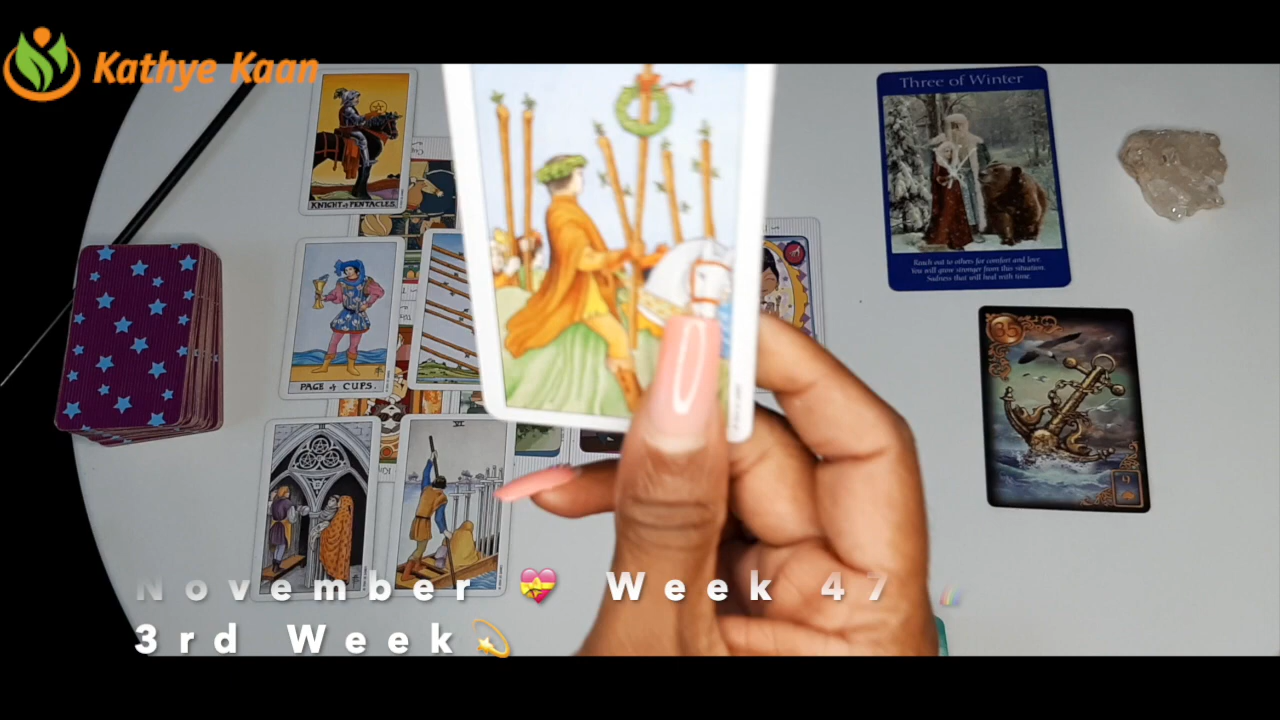 Kathye Kaan
Three of Winter
KNIGHT of PENTACLES.
Reach out to others for comfort and love.
You will grow stronger from this situation.
Sadness that will heal with time.
35
PAGE of CUPS.
III
VI
November 💝 Week 47
3rd Week💫